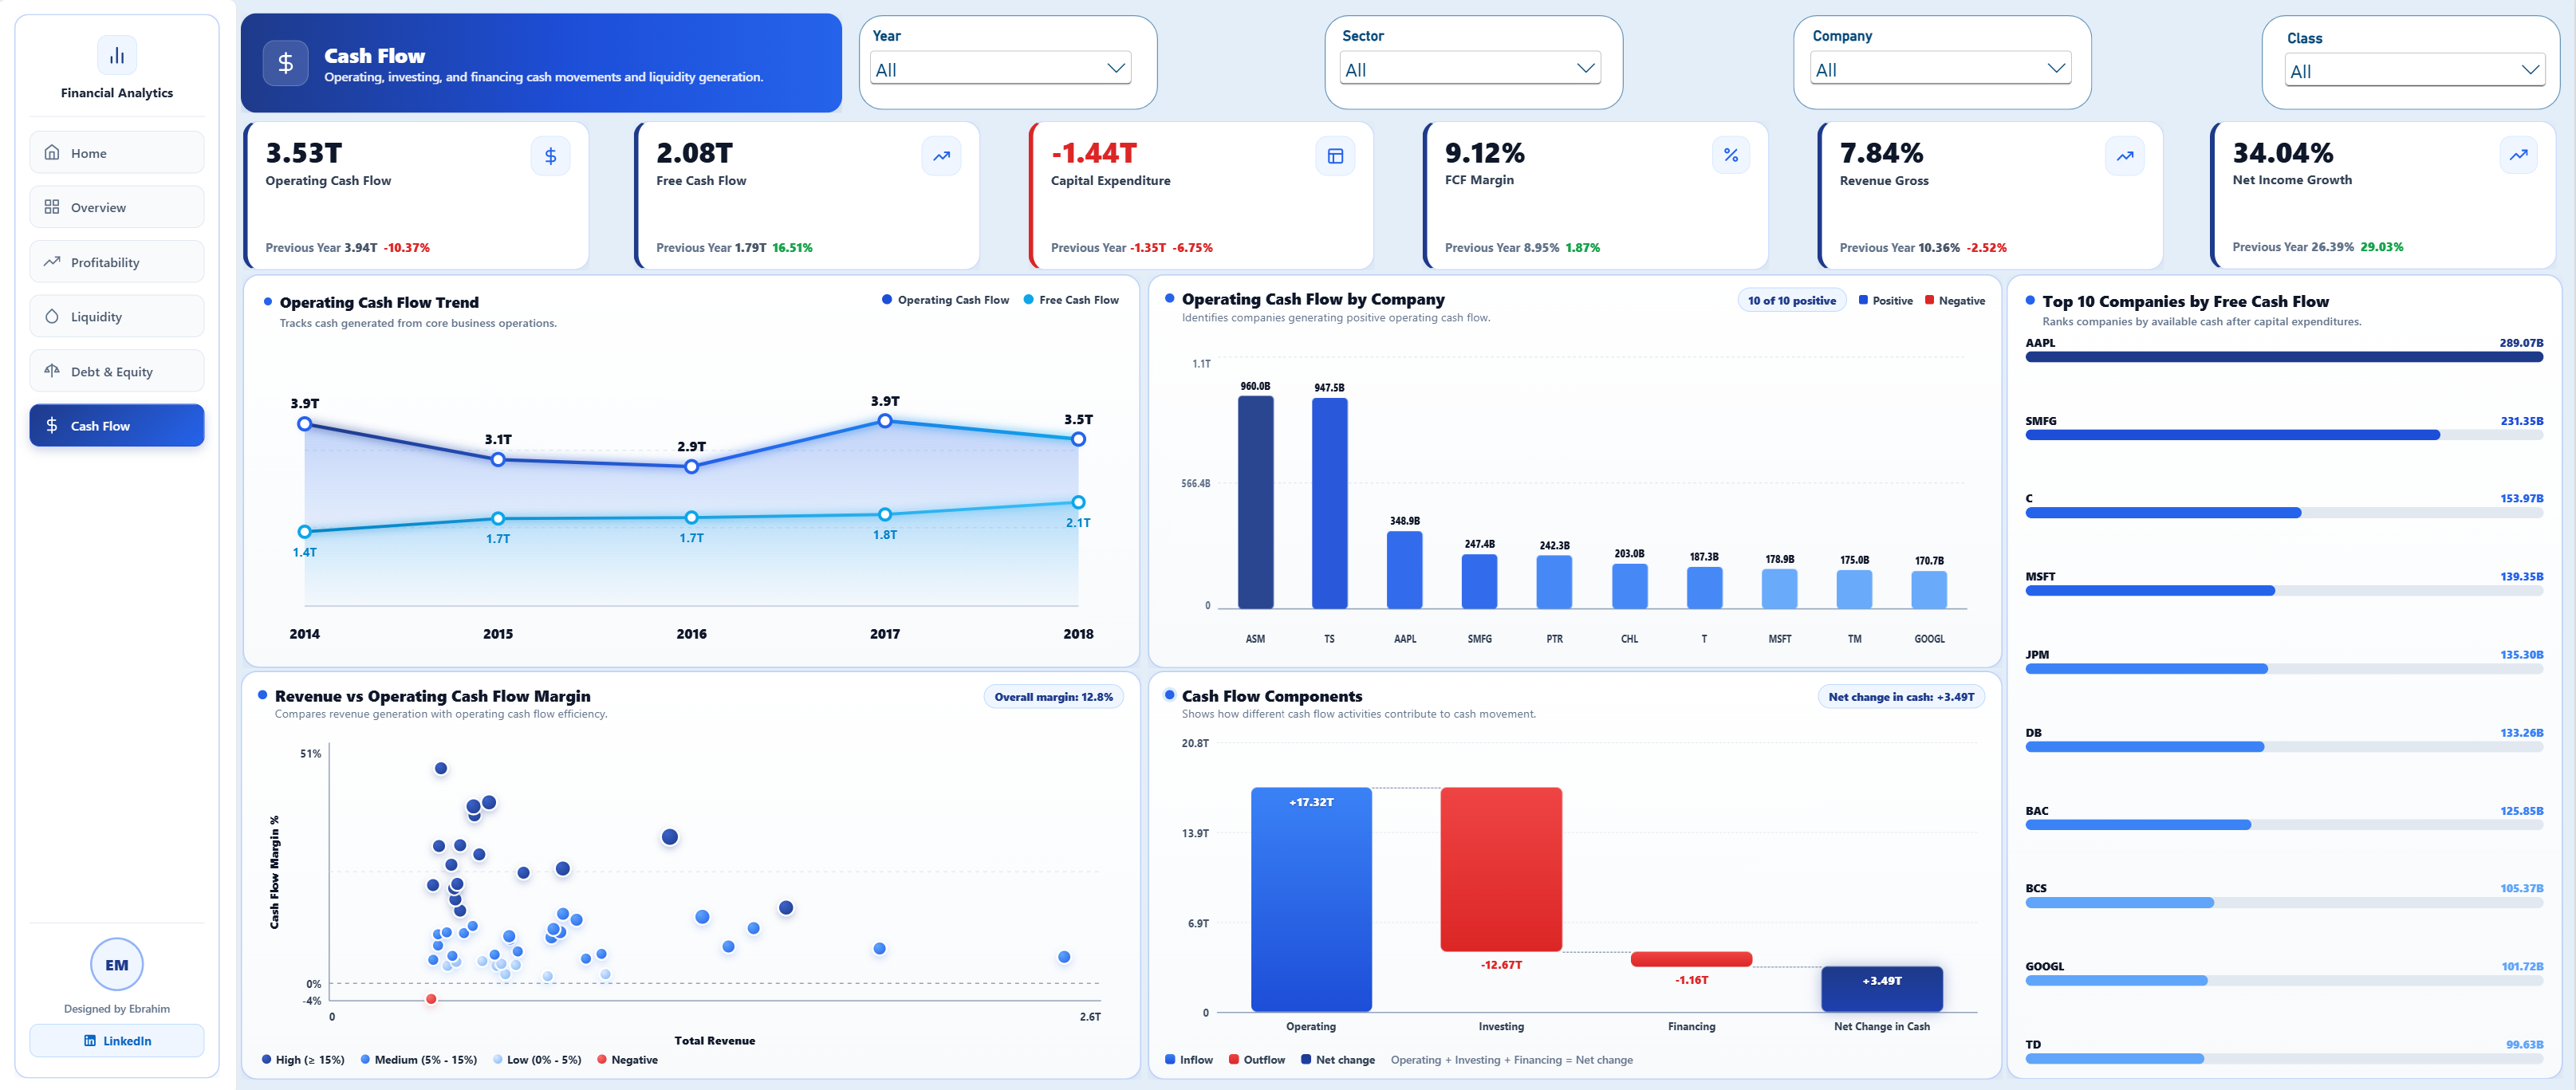 Financial Analytics
Home
Overview
Profitability
Liquidity
Debt & Equity
Cash Flow
EM
Designed by Ebrahim
LinkedIn
Cash Flow
Operating, investing, and financing cash movements and liquidity generation.
Year
All
Sector
All
Company
All
Class
All
3.53T
Operating Cash Flow
Previous Year 3.94T -10.37%
2.08T
Free Cash Flow
Previous Year 1.79T 16.51%
-1.44T
Capital Expenditure
Previous Year -1.35T -6.75%
9.12%
FCF Margin
Previous Year 8.95% 1.87%
7.84%
Revenue Gross
Previous Year 10.36% -2.52%
34.04%
Net Income Growth
Previous Year 26.39% 29.03%
Operating Cash Flow Trend
Tracks cash generated from core business operations.
Operating Cash Flow Free Cash Flow
3.9T
3.1T
2.9T
3.9T
3.5T
1.4T
1.7T
1.7T
1.8T
2.1T
2014 2015 2016 2017 2018
Operating Cash Flow by Company
Identifies companies generating positive operating cash flow.
10 of 10 positive Positive Negative
1.1T
566.4B
0
960.0B
947.5B
348.9B
247.4B
242.3B
203.0B
187.3B
178.9B
175.0B
170.7B
ASM TS AAPL SMFG PTR CHL T MSFT TM GOOGL
Top 10 Companies by Free Cash Flow
Ranks companies by available cash after capital expenditures.
AAPL 289.07B
SMFG 231.35B
C 153.97B
MSFT 139.35B
JPM 135.30B
DB 133.26B
BAC 125.85B
BCS 105.37B
GOOGL 101.72B
TD 99.63B
Revenue vs Operating Cash Flow Margin
Compares revenue generation with operating cash flow efficiency.
Overall margin: 12.8%
51%
0%
-4%
Cash Flow Margin %
0 2.6T
Total Revenue
High (≥ 15%) Medium (5% - 15%) Low (0% - 5%) Negative
Cash Flow Components
Shows how different cash flow activities contribute to cash movement.
Net change in cash: +3.49T
20.8T
13.9T
6.9T
0
+17.32T
-12.67T
-1.16T
+3.49T
Operating Investing Financing Net Change in Cash
Inflow Outflow Net change Operating + Investing + Financing = Net change